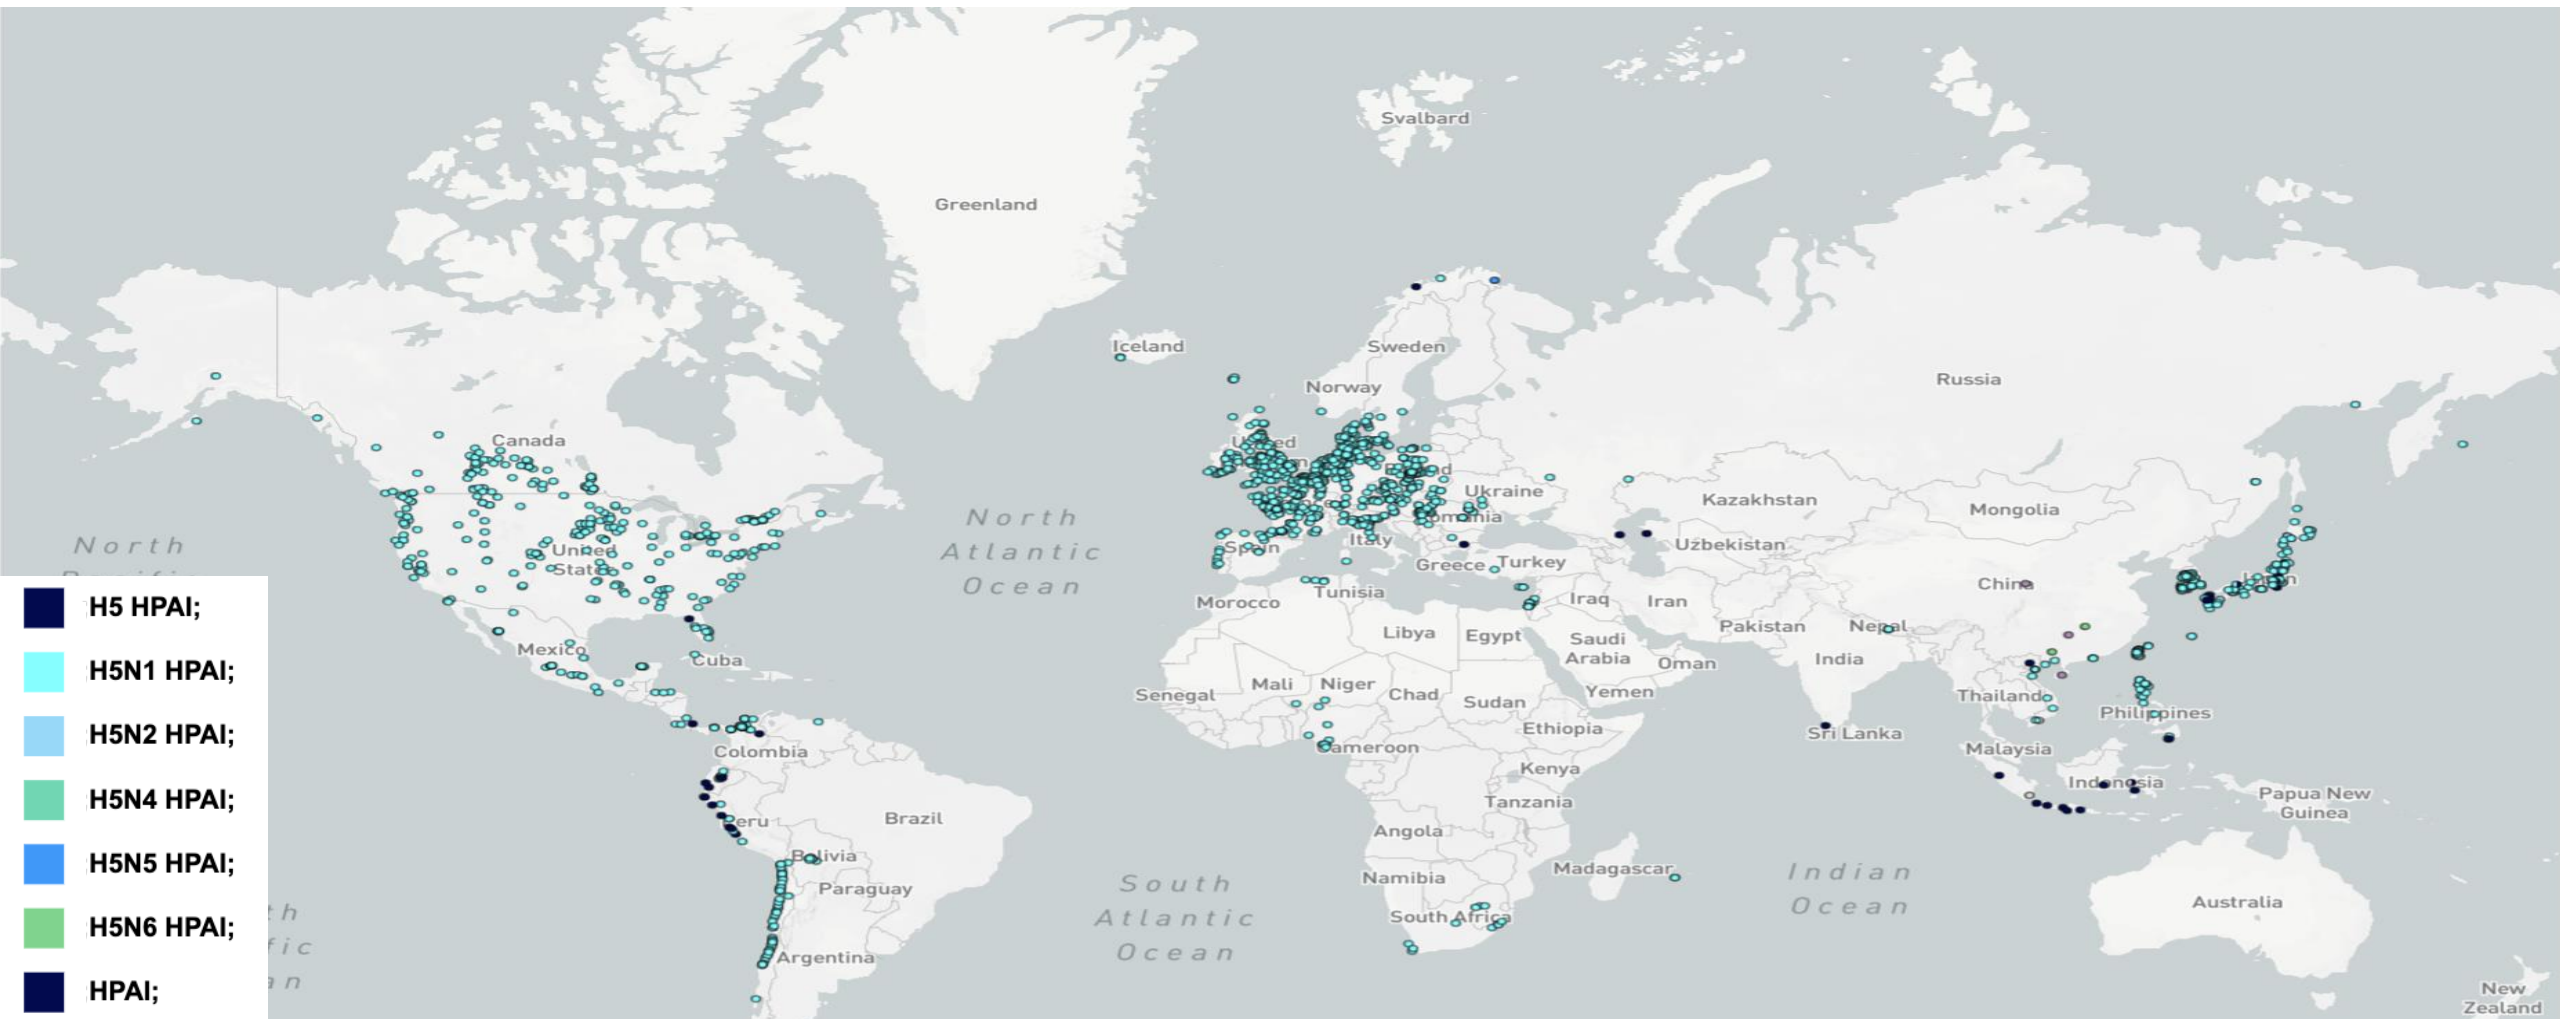 Svalbard
Greenland
Iceland
Sweden
Norway
Russia
Canada
United
Ukraine
Kazakhstan
Mongolia
North
Atlantic
Ocean
North
United
States
Spain
Italy
Uzbekistan
Greece
Turkey
China
Japan
Morocco
Tunisia
Iraq
Iran
Pakistan
Nepal
Libya
Egypt
Saudi
Arabia
Oman
India
Mexico
Cuba
Senegal
Mali
Niger
Chad
Sudan
Yemen
Thailand
Philippines
Ethiopia
Sri Lanka
Colombia
Cameroon
Malaysia
Kenya
Indonesia
Tanzania
Papua New
Guinea
Brazil
Peru
Angola
Bolivia
Paraguay
Namibia
Madagascar
Indian
Ocean
South
Atlantic
Ocean
South Africa
Australia
Argentina
New
Zealand
H5 HPAI;
H5N1 HPAI;
H5N2 HPAI;
H5N4 HPAI;
H5N5 HPAI;
H5N6 HPAI;
HPAI;